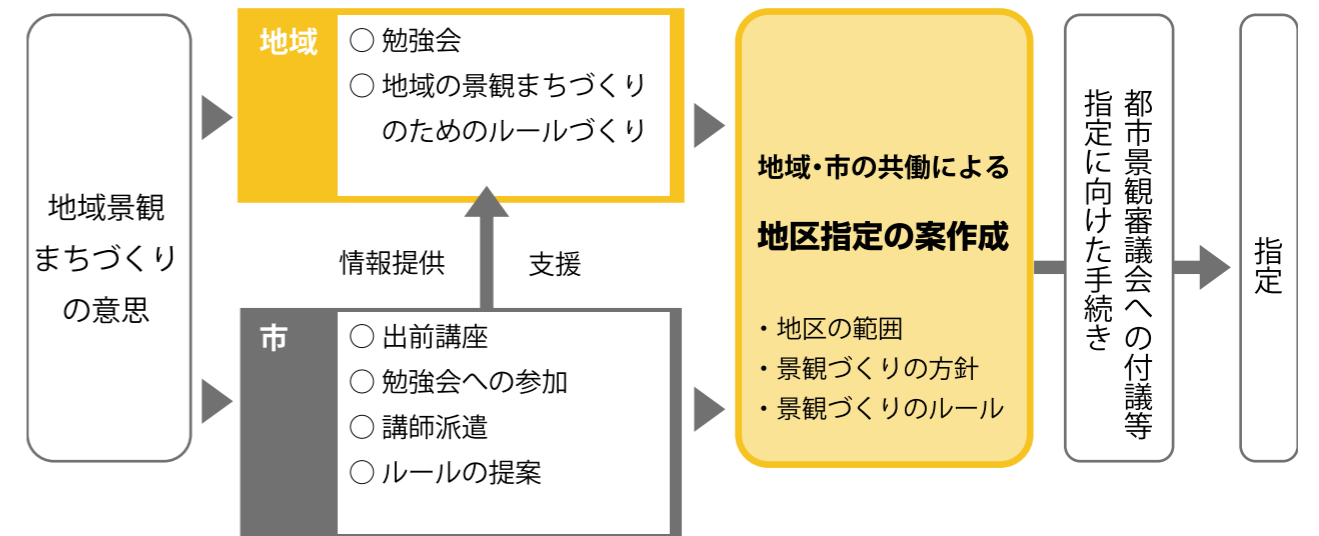 地域景観
まちづくり
の意思
地域
○ 勉強会
○ 地域の景観まちづくり
のためのルールづくり
情報提供
支援
市
○ 出前講座
○ 勉強会への参加
○ 講師派遣
○ ルールの提案
地域・市の共働による
地区指定の案作成
・地区の範囲
・景観づくりの方針
・景観づくりのルール
都市景観審議会への付議等
指定に向けた手続き
指定